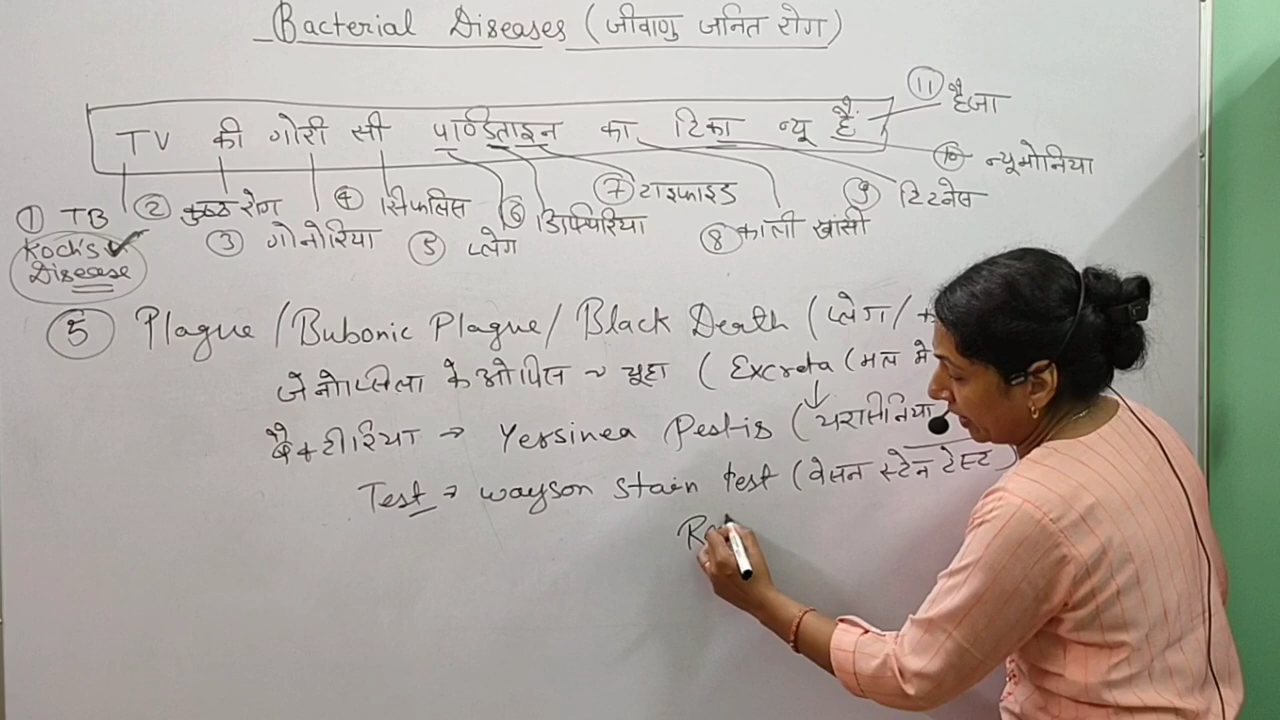 Bacterial Diseases (जीवाणु जनित रोग)
TV की गोरी सी पाण्डिताइन का टिका न्यू हैं
⑪ हैजा
⑩ न्यूमोनिया
① TB
Koch's Disease
② कुष्ठ रोग
③ गोनोरिया
④ सिफलिस
⑤ प्लेग
⑥ डिफ्थिरिया
⑦ टाइफाइड
⑧ काली खांसी
⑨ टिटनेस
⑤ Plague / Bubonic Plague / Black Death (प्लेग /
जेनोप्सिला केओपिस ~ चूहा ( Excreta (मल मे
बैक्टीरिया → Yersinea Pestis (यरसिनिया
Test → wayson stain test (वेसन स्टेन टेस्ट)